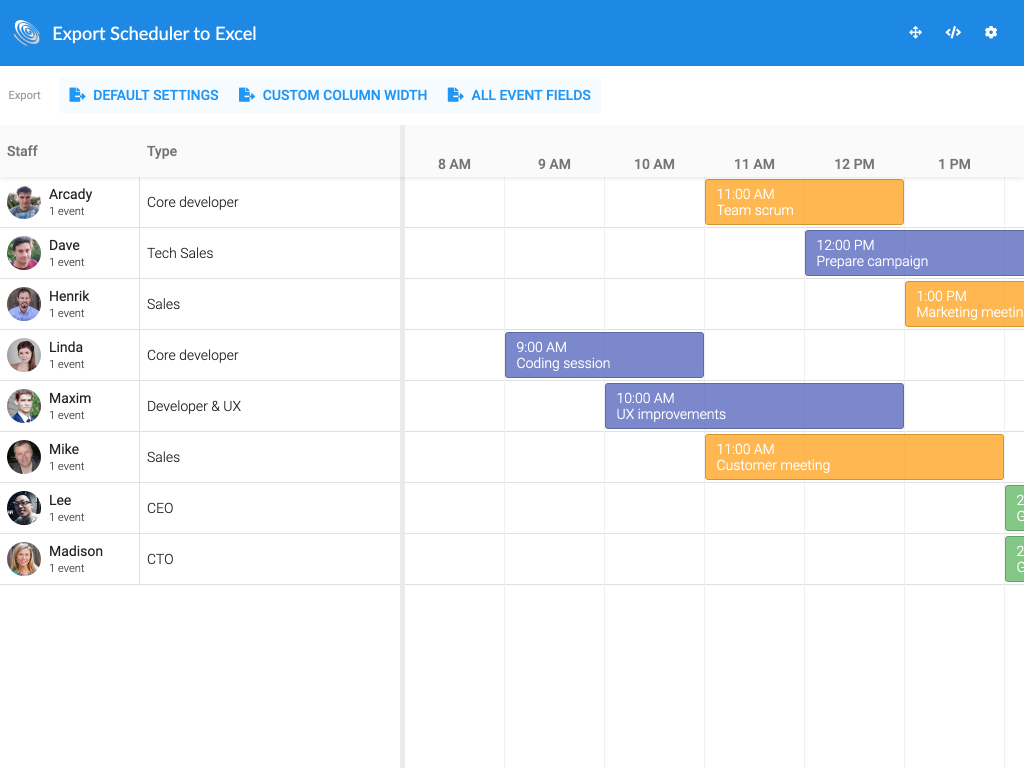 Export Scheduler to Excel
Export
DEFAULT SETTINGS
CUSTOM COLUMN WIDTH
ALL EVENT FIELDS
Staff
Type
8 AM
9 AM
10 AM
11 AM
12 PM
1 PM
Arcady
1 event
Core developer
11:00 AM
Team scrum
Dave
1 event
Tech Sales
12:00 PM
Prepare campaign
Henrik
1 event
Sales
1:00 PM
Marketing meetin
Linda
1 event
Core developer
9:00 AM
Coding session
Maxim
1 event
Developer & UX
10:00 AM
UX improvements
Mike
1 event
Sales
11:00 AM
Customer meeting
Lee
1 event
CEO
2
G
Madison
1 event
CTO
2
G